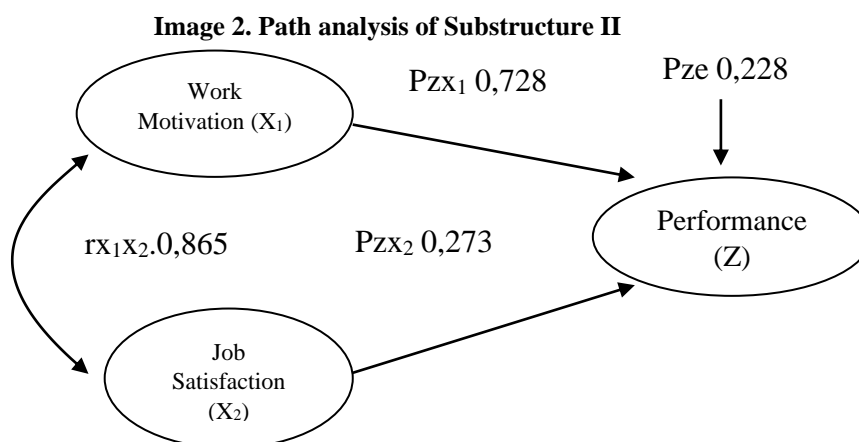 Image 2. Path analysis of Substructure II
Pzx₁ 0,728
Pze 0,228
Work
Motivation (X₁)
Performance
(Z)
rx₁x₂.0,865
Pzx₂ 0,273
Job
Satisfaction
(X₂)